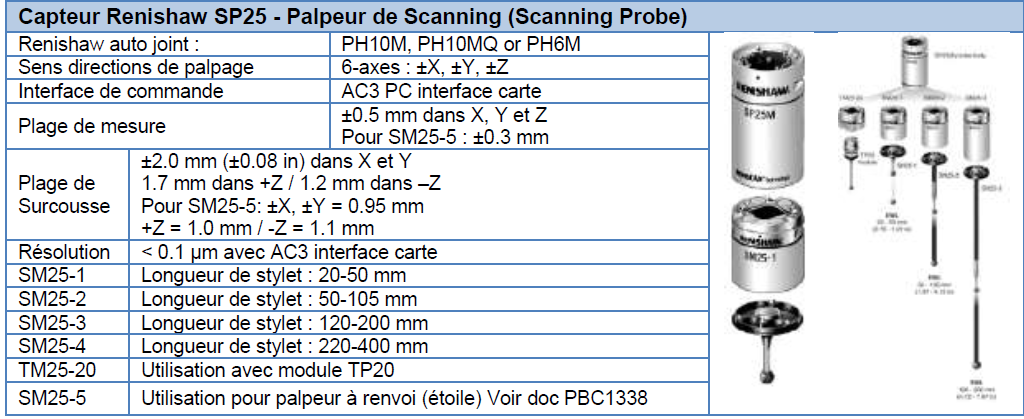 Capteur Renishaw SP25 - Palpeur de Scanning (Scanning Probe)
Renishaw auto joint : PH10M, PH10MQ or PH6M
Sens directions de palpage 6-axes : ±X, ±Y, ±Z
Interface de commande AC3 PC interface carte
Plage de mesure ±0.5 mm dans X, Y et Z
Pour SM25-5 : ±0.3 mm
Plage de Surcousse ±2.0 mm (±0.08 in) dans X et Y
1.7 mm dans +Z / 1.2 mm dans –Z
Pour SM25-5: ±X, ±Y = 0.95 mm
+Z = 1.0 mm / -Z = 1.1 mm
Résolution < 0.1 µm avec AC3 interface carte
SM25-1 Longueur de stylet : 20-50 mm
SM25-2 Longueur de stylet : 50-105 mm
SM25-3 Longueur de stylet : 120-200 mm
SM25-4 Longueur de stylet : 220-400 mm
TM25-20 Utilisation avec module TP20
SM25-5 Utilisation pour palpeur à renvoi (étoile) Voir doc PBC1338
RENISHAW
SP25M
RENISHAW
SM25-1